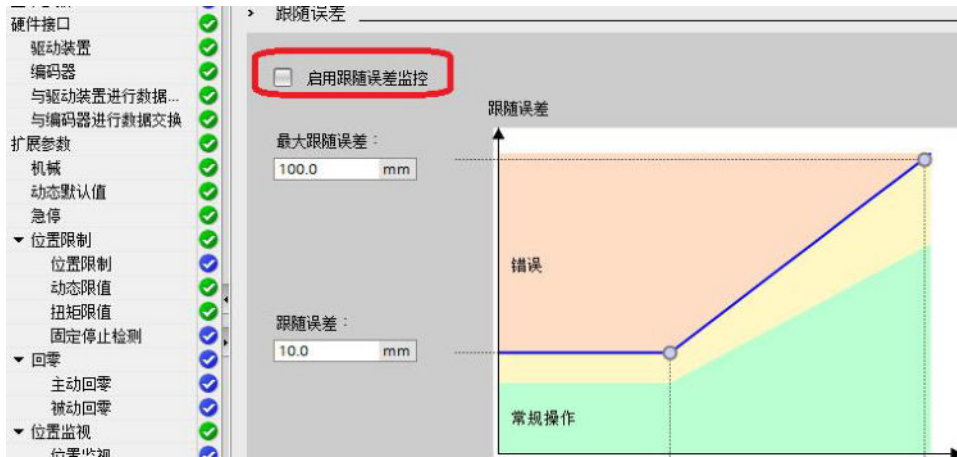 硬件接口
驱动装置
编码器
与驱动装置进行数据...
与编码器进行数据交换
扩展参数
机械
动态默认值
急停
位置限制
位置限制
动态限值
扭矩限值
固定停止检测
回零
主动回零
被动回零
位置监视
位置监视
跟随误差
启用跟随误差监控
跟随误差
最大跟随误差：
100.0 mm
错误
跟随误差：
10.0 mm
常规操作